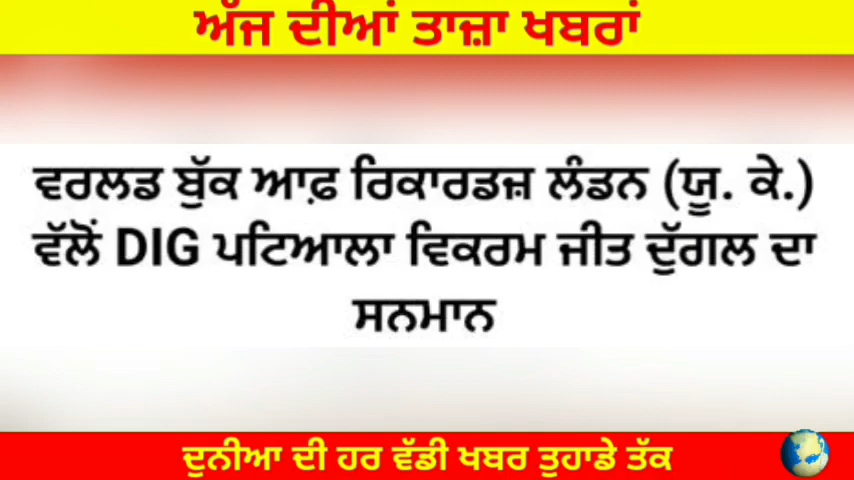 ਅੱਜ ਦੀਆਂ ਤਾਜ਼ਾ ਖਬਰਾਂ
ਵਰਲਡ ਬੁੱਕ ਆਫ਼ ਰਿਕਾਰਡਜ਼ ਲੰਡਨ (ਯੂ. ਕੇ.)
ਵੱਲੋਂ DIG ਪਟਿਆਲਾ ਵਿਕਰਮ ਜੀਤ ਦੁੱਗਲ ਦਾ
ਸਨਮਾਨ
ਦੁਨੀਆ ਦੀ ਹਰ ਵੱਡੀ ਖਬਰ ਤੁਹਾਡੇ ਤੱਕ